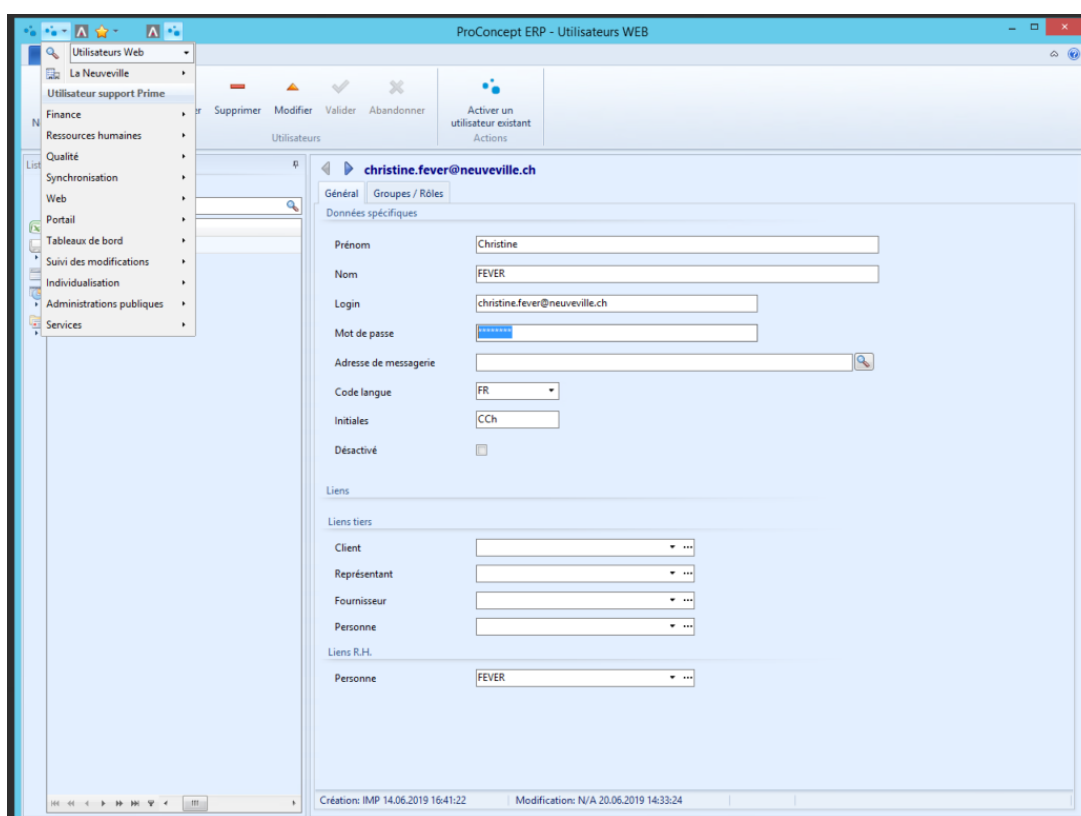 ProConcept ERP - Utilisateurs WEB
Utilisateurs Web
La Neuveville
Utilisateur support Prime
Finance
Ressources humaines
Qualité
Synchronisation
Web
Portail
Tableaux de bord
Suivi des modifications
Individualisation
Administrations publiques
Services
Supprimer Modifier Valider Abandonner
Utilisateurs
Activer un
utilisateur existant
Actions
List
christine.fever@neuveville.ch
Général Groupes / Rôles
Données spécifiques
Prénom Christine
Nom FEVER
Login christine.fever@neuveville.ch
Mot de passe ********
Adresse de messagerie
Code langue FR
Initiales CCh
Désactivé
Liens
Liens tiers
Client
Représentant
Fournisseur
Personne
Liens R.H.
Personne FEVER
Création: IMP 14.06.2019 16:41:22 Modification: N/A 20.06.2019 14:33:24